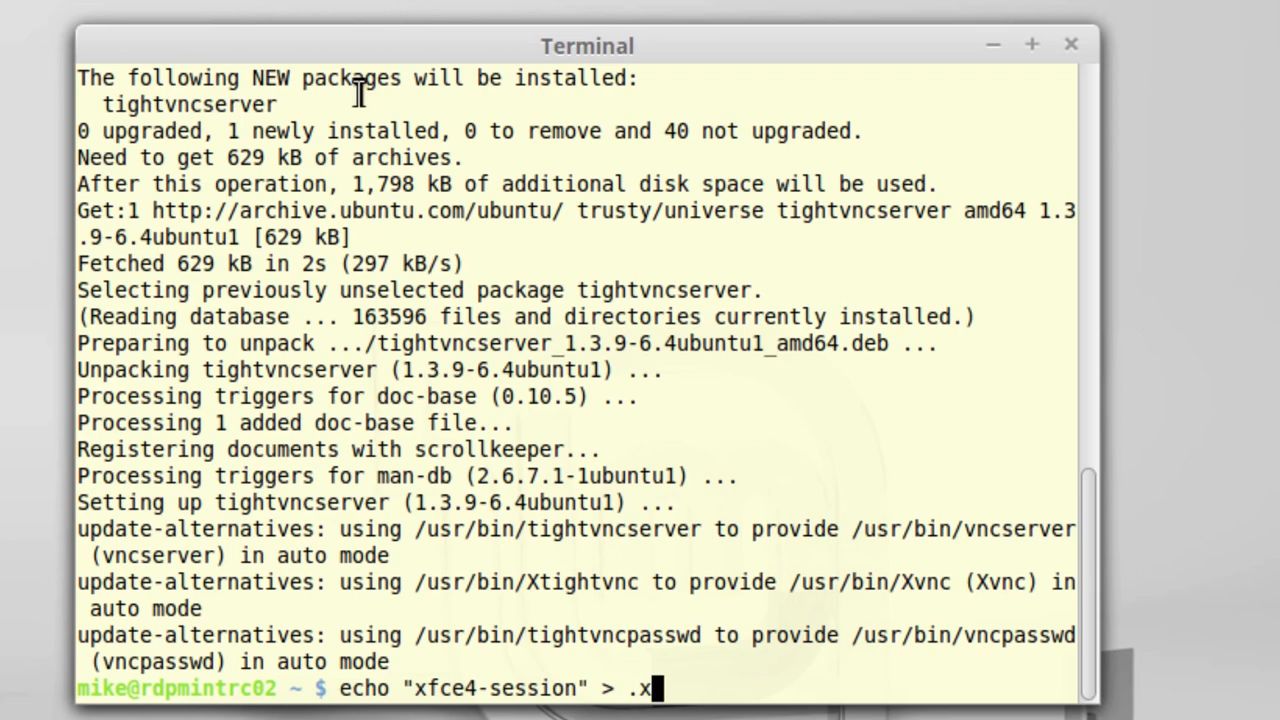 Terminal
The following NEW packages will be installed:
  tightvncserver
0 upgraded, 1 newly installed, 0 to remove and 40 not upgraded.
Need to get 629 kB of archives.
After this operation, 1,798 kB of additional disk space will be used.
Get:1 http://archive.ubuntu.com/ubuntu/ trusty/universe tightvncserver amd64 1.3
.9-6.4ubuntu1 [629 kB]
Fetched 629 kB in 2s (297 kB/s)
Selecting previously unselected package tightvncserver.
(Reading database ... 163596 files and directories currently installed.)
Preparing to unpack .../tightvncserver_1.3.9-6.4ubuntu1_amd64.deb ...
Unpacking tightvncserver (1.3.9-6.4ubuntu1) ...
Processing triggers for doc-base (0.10.5) ...
Processing 1 added doc-base file...
Registering documents with scrollkeeper...
Processing triggers for man-db (2.6.7.1-1ubuntu1) ...
Setting up tightvncserver (1.3.9-6.4ubuntu1) ...
update-alternatives: using /usr/bin/tightvncserver to provide /usr/bin/vncserver
 (vncserver) in auto mode
update-alternatives: using /usr/bin/Xtightvnc to provide /usr/bin/Xvnc (Xvnc) in
 auto mode
update-alternatives: using /usr/bin/tightvncpasswd to provide /usr/bin/vncpasswd
 (vncpasswd) in auto mode
mike@rdpmintrc02 ~ $ echo "xfce4-session" > .x